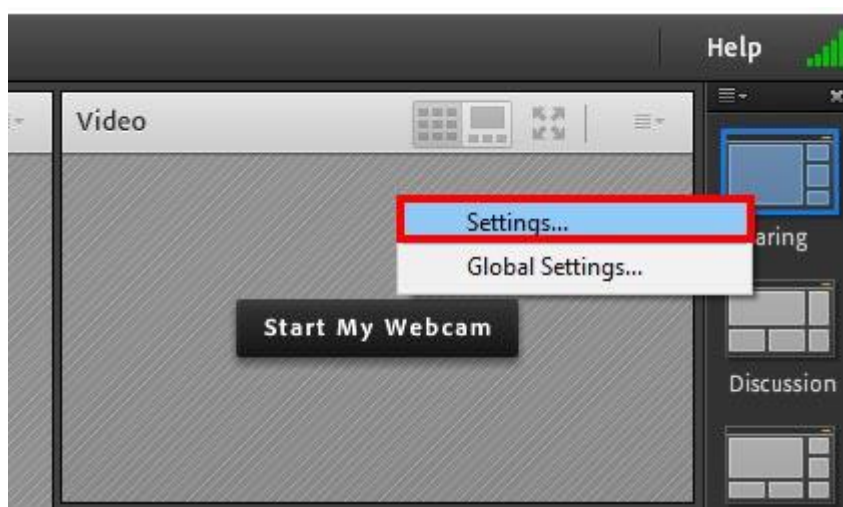 Help
Video
Settings...
aring
Global Settings...
Start My Webcam
Discussion